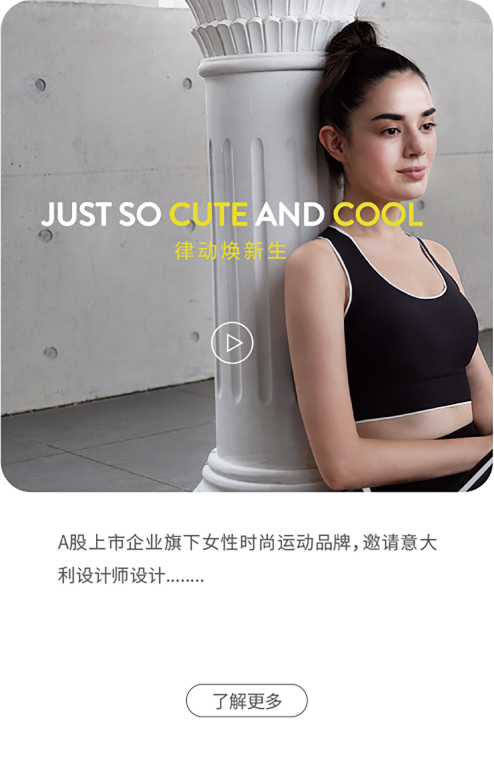 JUST SO CUTE AND COOL
律动焕新生
A股上市企业旗下女性时尚运动品牌，邀请意大
利设计师设计........
了解更多